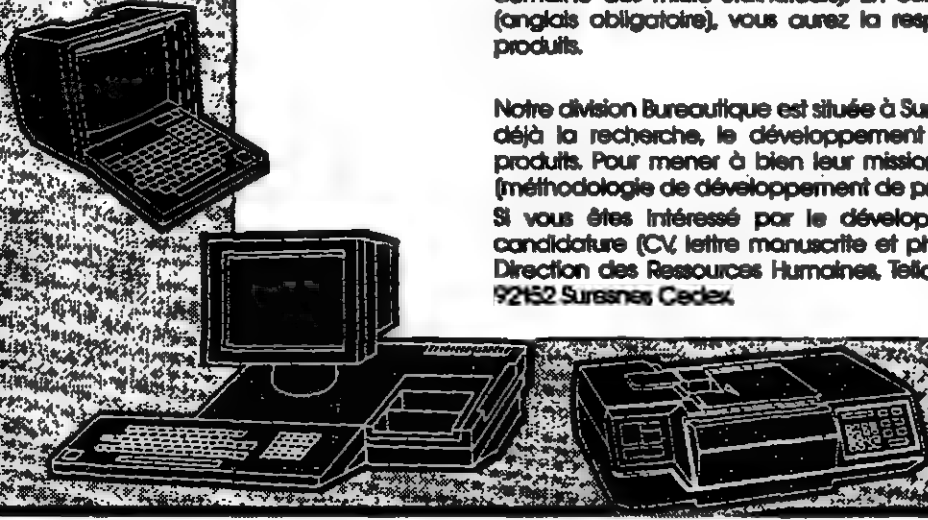 (anglais obligatoire), vous aurez la resp
produits.
Notre division Bureautique est située à Sur
déjà la recherche, le développement
produits. Pour mener à bien leur mission
(méthodologie de développement de pr
Si vous êtes intéressé par le dévelop
candidature (CV, lettre manuscrite et ph
Direction des Ressources Humaines,
92152 Suresnes Cedex.